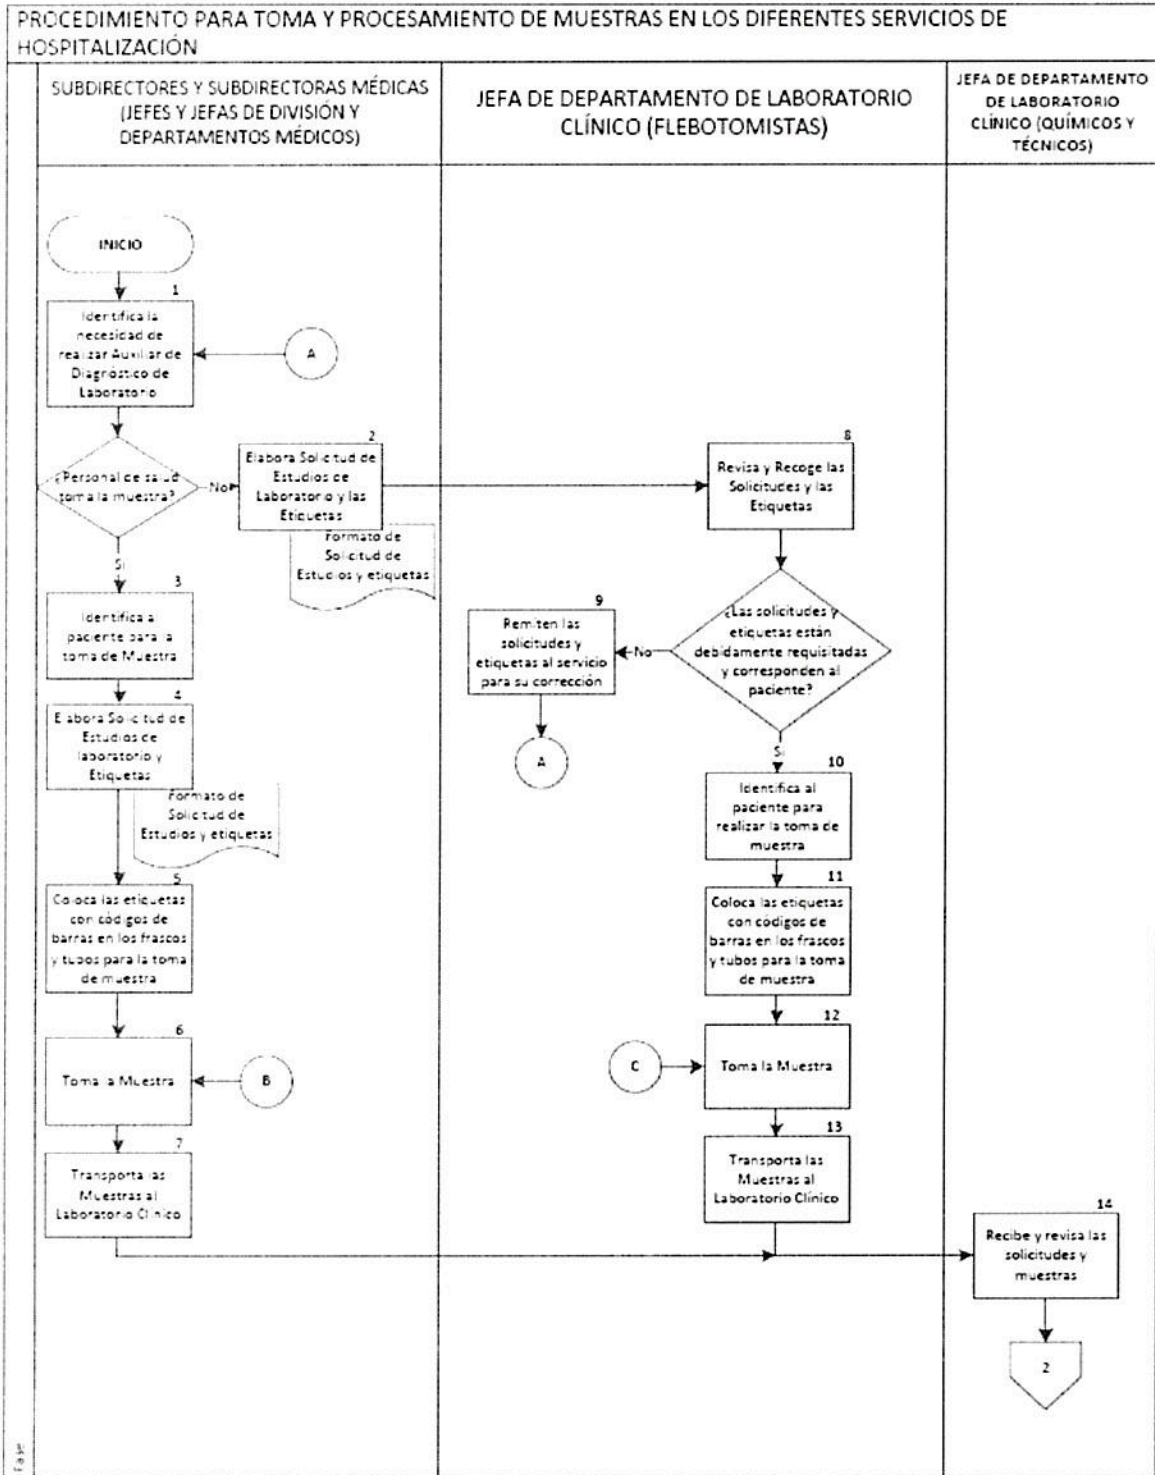 PROCEDIMIENTO PARA TOMA Y PROCESAMIENTO DE MUESTRAS EN LOS DIFERENTES SERVICIOS DE
HOSPITALIZACIÓN
SUBDIRECTORES Y SUBDIRECTORAS MÉDICAS
(JEFES Y JEFAS DE DIVISIÓN Y
DEPARTAMENTOS MÉDICOS)
JEFA DE DEPARTAMENTO DE LABORATORIO
CLÍNICO (FLEBOTOMISTAS)
JEFA DE DEPARTAMENTO
DE LABORATORIO
CLÍNICO (QUÍMICOS Y
TÉCNICOS)
INICIO
1
Identifica la
necesidad de
realizar Auxiliar de
Diagnóstico de
Laboratorio
A
¿Personal de salud
toma la muestra?
No
2
Elabora Solicitud de
Estudios de
Laboratorio y las
Etiquetas
Formato de
Solicitud de
Estudios y etiquetas
Si
3
Identifica al
paciente para la
toma de Muestra
4
Elabora Solicitud de
Estudios de
laboratorio y
Etiquetas
Formato de
Solicitud de
Estudios y etiquetas
5
Coloca las etiquetas
con códigos de
barras en los frascos
y tubos para la toma
de muestra
6
Toma la Muestra
B
7
Transporta las
Muestras al
Laboratorio Clínico
8
Revisa y Recoge las
Solicitudes y las
Etiquetas
¿Las solicitudes y
etiquetas están
debidamente requisitadas
y corresponden al
paciente?
No
9
Remiten las
solicitudes y
etiquetas al servicio
para su corrección
A
Si
10
Identifica al
paciente para
realizar la toma de
muestra
11
Coloca las etiquetas
con códigos de
barras en los frascos
y tubos para la toma
de muestra
12
C
Toma la Muestra
13
Transporta las
Muestras al
Laboratorio Clínico
14
Recibe y revisa las
solicitudes y
muestras
2
Fase